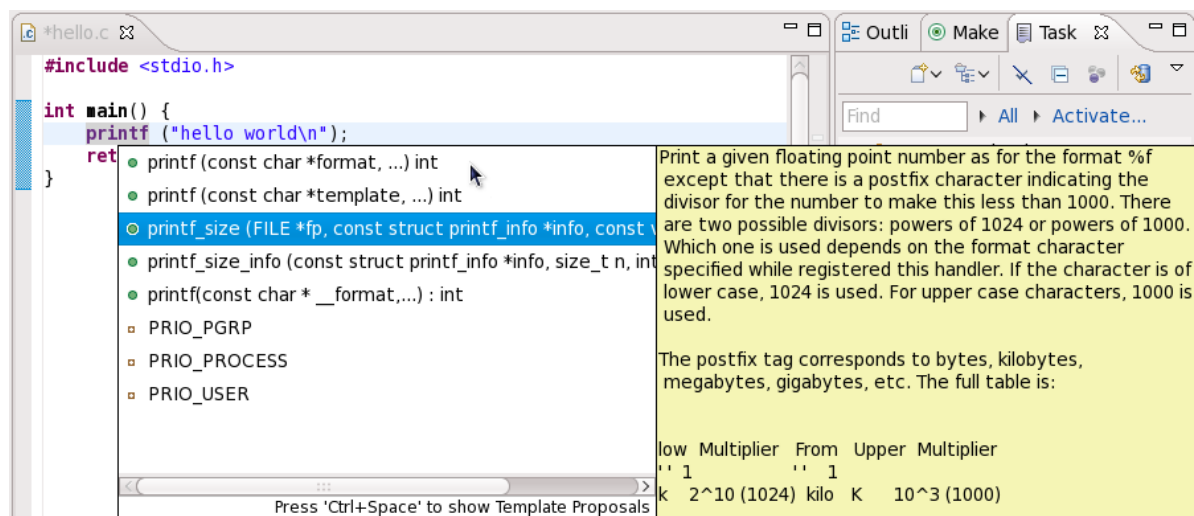 *hello.c
Outli Make Task
#include <stdio.h>
int main() {
printf ("hello world\n");
ret
}
Find All Activate...
printf (const char *format, ...) int
printf (const char *template, ...) int
printf_size (FILE *fp, const struct printf_info *info, const v
printf_size_info (const struct printf_info *info, size_t n, int
printf(const char * __format,...) : int
PRIO_PGRP
PRIO_PROCESS
PRIO_USER
Press 'Ctrl+Space' to show Template Proposals
Print a given floating point number as for the format %f
except that there is a postfix character indicating the
divisor for the number to make this less than 1000. There
are two possible divisors: powers of 1024 or powers of 1000.
Which one is used depends on the format character
specified while registered this handler. If the character is of
lower case, 1024 is used. For upper case characters, 1000 is
used.
The postfix tag corresponds to bytes, kilobytes,
megabytes, gigabytes, etc. The full table is:
low Multiplier From Upper Multiplier
' ' 1 ' ' 1
k 2^10 (1024) kilo K 10^3 (1000)